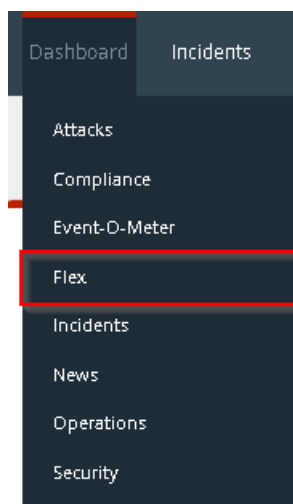 Dashboard Incidents
Attacks
Compliance
Event-O-Meter
Flex
Incidents
News
Operations
Security